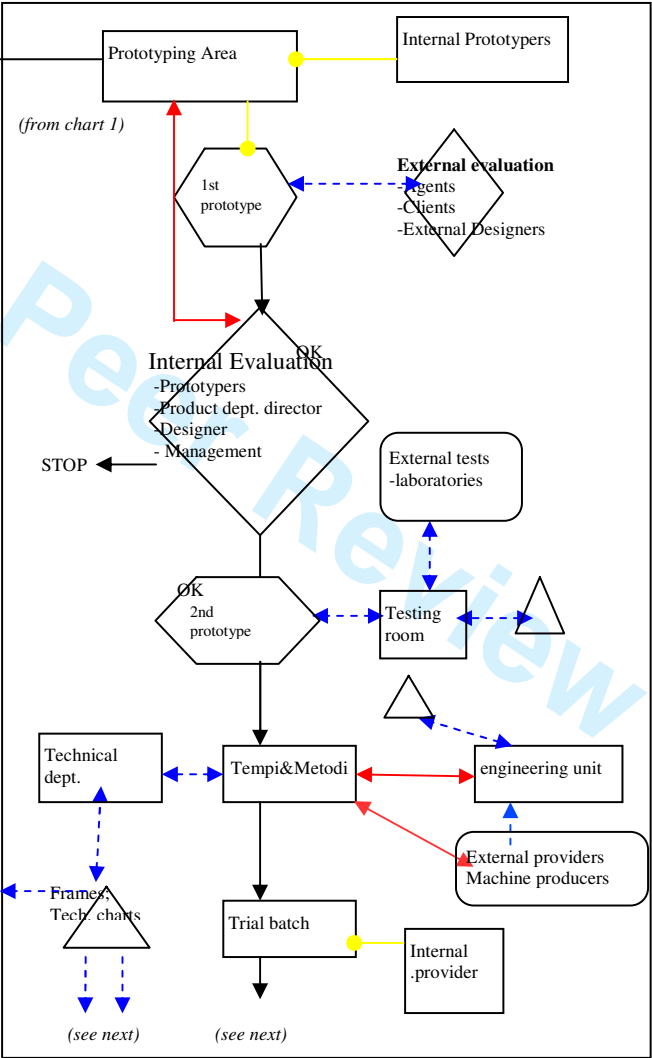 Prototyping Area
Internal Prototypers
(from chart 1)
1st
prototype
External evaluation
-Agents
-Clients
-External Designers
OK
Internal Evaluation
-Prototypers
-Product dept. director
-Designer
- Management
STOP
External tests
-laboratories
OK
2nd
prototype
Testing
room
Technical
dept.
Tempi&Metodi
engineering unit
External providers
Machine producers
Frames;
Tech. charts
Trial batch
Internal
.provider
(see next)
(see next)
Peer Review